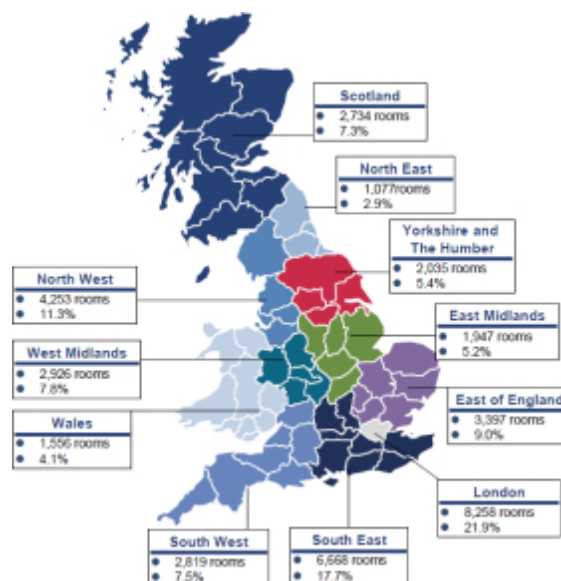 Scotland
2,734 rooms
7.3%
North East
1,077rooms
2.9%
Yorkshire and
The Humber
2,035 rooms
5.4%
North West
4,253 rooms
11.3%
East Midlands
1,947 rooms
5.2%
West Midlands
2,926 rooms
7.8%
East of England
3,397 rooms
9.0%
Wales
1,556 rooms
4.1%
London
8,258 rooms
21.9%
South West
2,819 rooms
7.5%
South East
6,668 rooms
17.7%